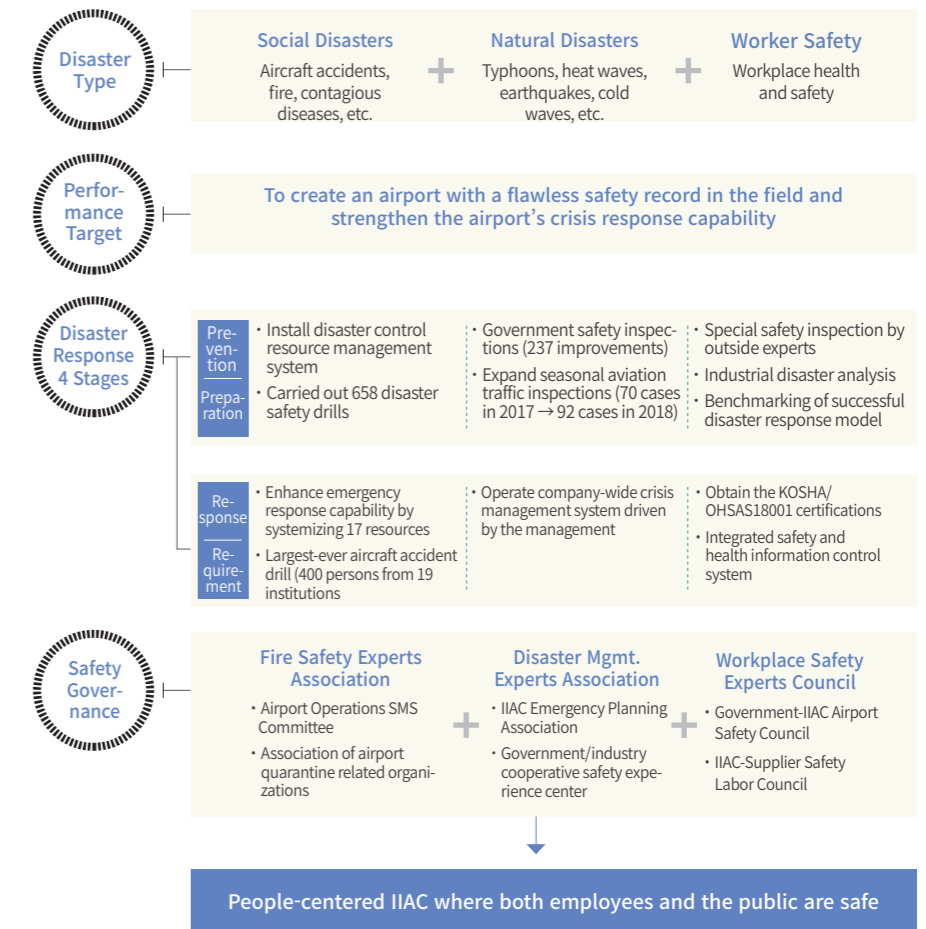 Disaster
Type
Social Disasters
Aircraft accidents,
fire, contagious
diseases, etc.
+
Natural Disasters
Typhoons, heat waves,
earthquakes, cold
waves, etc.
+
Worker Safety
Workplace health
and safety
Perfor-
mance
Target
To create an airport with a flawless safety record in the field and
strengthen the airport’s crisis response capability
Disaster
Response
4 Stages
Pre-
ven-
tion
Prepa-
ration
· Install disaster control
resource management
system
· Carried out 658 disaster
safety drills
· Government safety inspec-
tions (237 improvements)
· Expand seasonal aviation
traffic inspections (70 cases
in 2017 → 92 cases in 2018)
· Special safety inspection by
outside experts
· Industrial disaster analysis
· Benchmarking of successful
disaster response model
Re-
sponse
Re-
quire-
ment
· Enhance emergency
response capability by
systemizing 17 resources
· Largest-ever aircraft accident
drill (400 persons from 19
institutions
· Operate company-wide crisis
management system driven
by the management
· Obtain the KOSHA/
OHSAS18001 certifications
· Integrated safety and
health information control
system
Safety
Gover-
nance
Fire Safety Experts
Association
· Airport Operations SMS
Committee
· Association of airport
quarantine related organi-
zations
+
Disaster Mgmt.
Experts Association
· IIAC Emergency Planning
Association
· Government/industry
cooperative safety expe-
rience center
+
Workplace Safety
Experts Council
· Government-IIAC Airport
Safety Council
· IIAC-Supplier Safety
Labor Council
People-centered IIAC where both employees and the public are safe